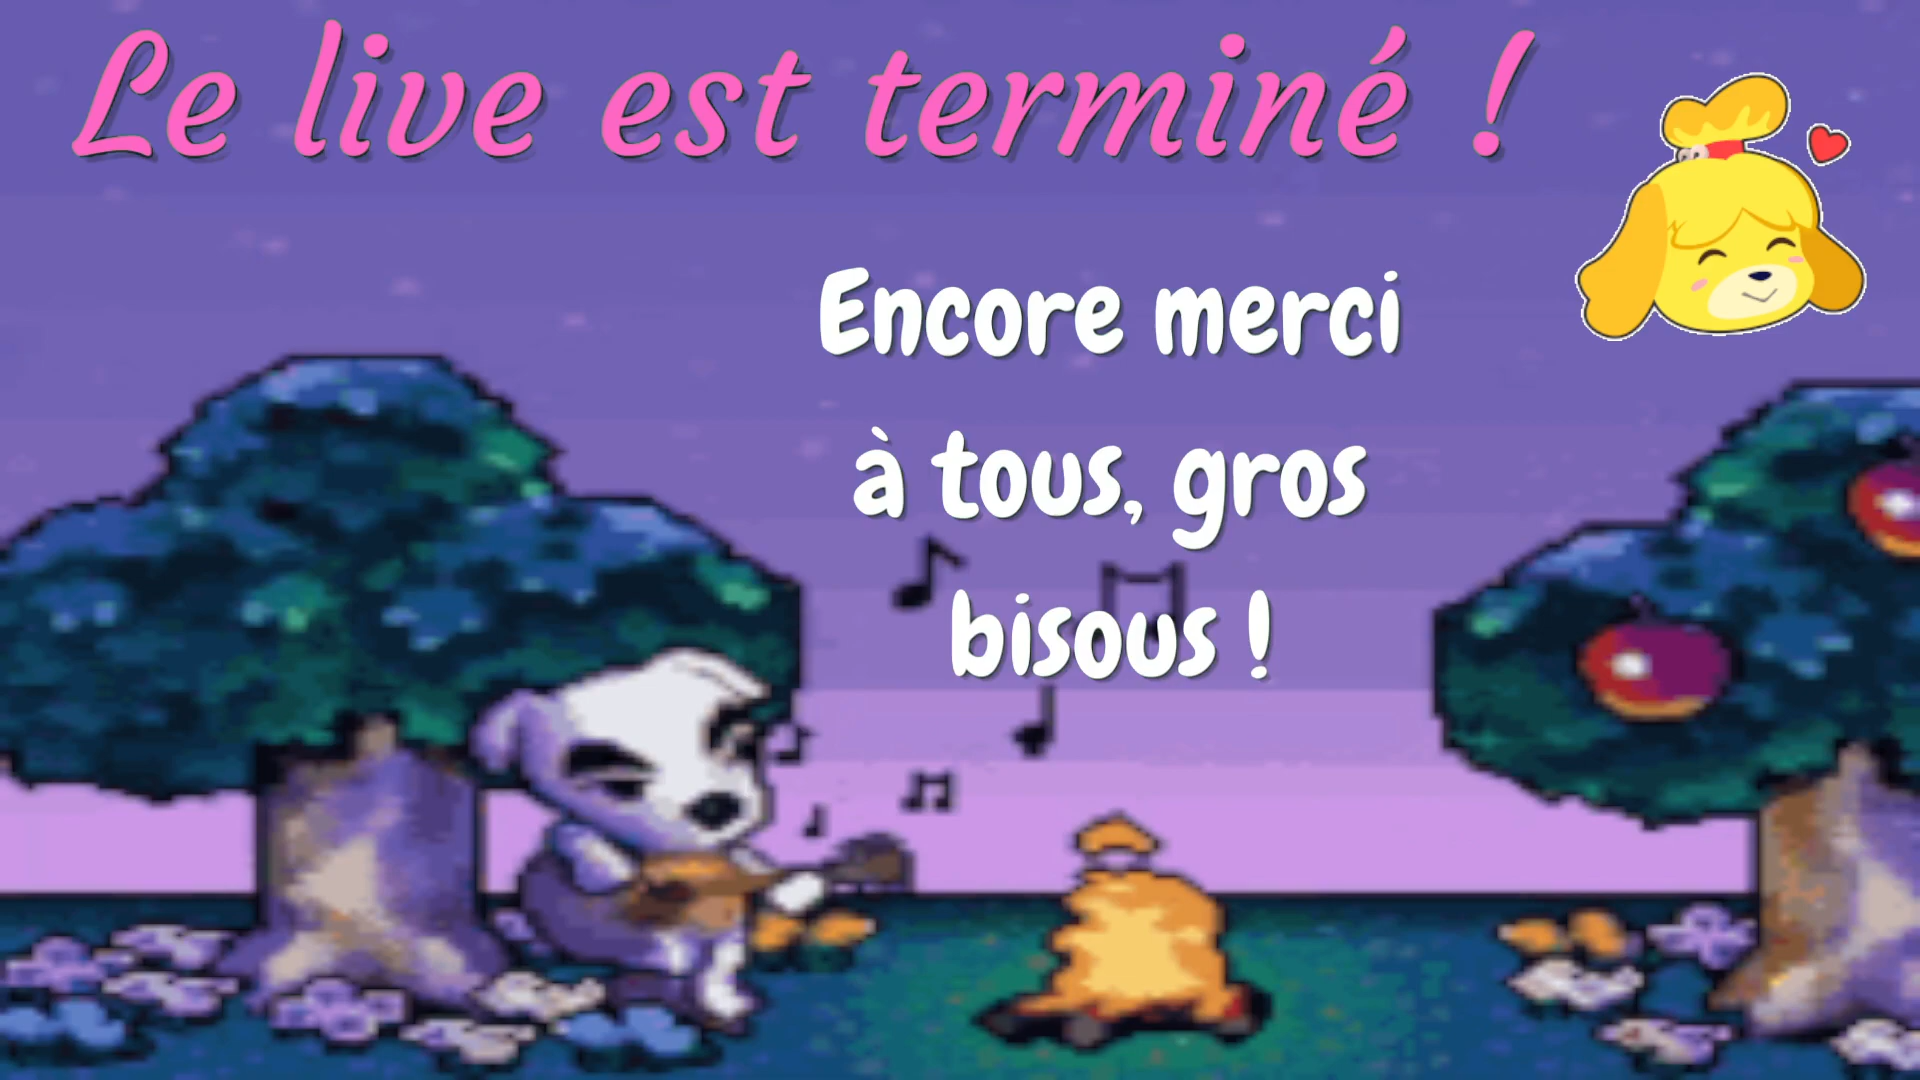 Le live est terminé !
Encore merci
à tous, gros
bisous !